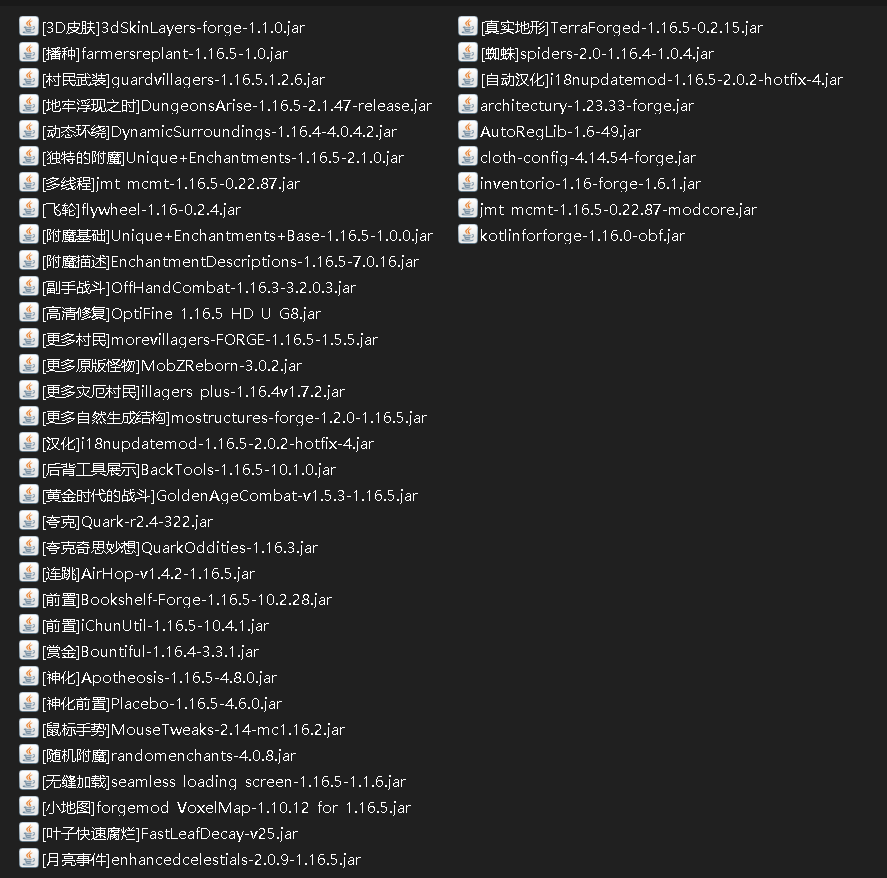 [3D皮肤]3dSkinLayers-forge-1.1.0.jar
[播种]farmersreplant-1.16.5-1.0.jar
[村民武装]guardvillagers-1.16.5.1.2.6.jar
[地牢浮现之时]DungeonsArise-1.16.5-2.1.47-release.jar
[动态环绕]DynamicSurroundings-1.16.4-4.0.4.2.jar
[独特的附魔]Unique+Enchantments-1.16.5-2.1.0.jar
[多线程]jmt_mcmt-1.16.5-0.22.87.jar
[飞轮]flywheel-1.16-0.2.4.jar
[附魔基础]Unique+Enchantments+Base-1.16.5-1.0.0.jar
[附魔描述]EnchantmentDescriptions-1.16.5-7.0.16.jar
[副手战斗]OffHandCombat-1.16.3-3.2.0.3.jar
[高清修复]OptiFine_1.16.5_HD_U_G8.jar
[更多村民]morevillagers-FORGE-1.16.5-1.5.5.jar
[更多原版怪物]MobZReborn-3.0.2.jar
[更多灾厄村民]illagers_plus-1.16.4v1.7.2.jar
[更多自然生成结构]mostructures-forge-1.2.0-1.16.5.jar
[汉化]i18nupdatemod-1.16.5-2.0.2-hotfix-4.jar
[后背工具展示]BackTools-1.16.5-10.1.0.jar
[黄金时代的战斗]GoldenAgeCombat-v1.5.3-1.16.5.jar
[夸克]Quark-r2.4-322.jar
[夸克奇思妙想]QuarkOddities-1.16.3.jar
[连跳]AirHop-v1.4.2-1.16.5.jar
[前置]Bookshelf-Forge-1.16.5-10.2.28.jar
[前置]iChunUtil-1.16.5-10.4.1.jar
[赏金]Bountiful-1.16.4-3.3.1.jar
[神化]Apotheosis-1.16.5-4.8.0.jar
[神化前置]Placebo-1.16.5-4.6.0.jar
[鼠标手势]MouseTweaks-2.14-mc1.16.2.jar
[随机附魔]randomenchants-4.0.8.jar
[无缝加载]seamless_loading_screen-1.16.5-1.1.6.jar
[小地图]forgemod_VoxelMap-1.10.12_for_1.16.5.jar
[叶子快速腐烂]FastLeafDecay-v25.jar
[月亮事件]enhancedcelestials-2.0.9-1.16.5.jar
[真实地形]TerraForged-1.16.5-0.2.15.jar
[蜘蛛]spiders-2.0-1.16.4-1.0.4.jar
[自动汉化]i18nupdatemod-1.16.5-2.0.2-hotfix-4.jar
architectury-1.23.33-forge.jar
AutoRegLib-1.6-49.jar
cloth-config-4.14.54-forge.jar
inventorio-1.16-forge-1.6.1.jar
jmt_mcmt-1.16.5-0.22.87-modcore.jar
kotlinforforge-1.16.0-obf.jar